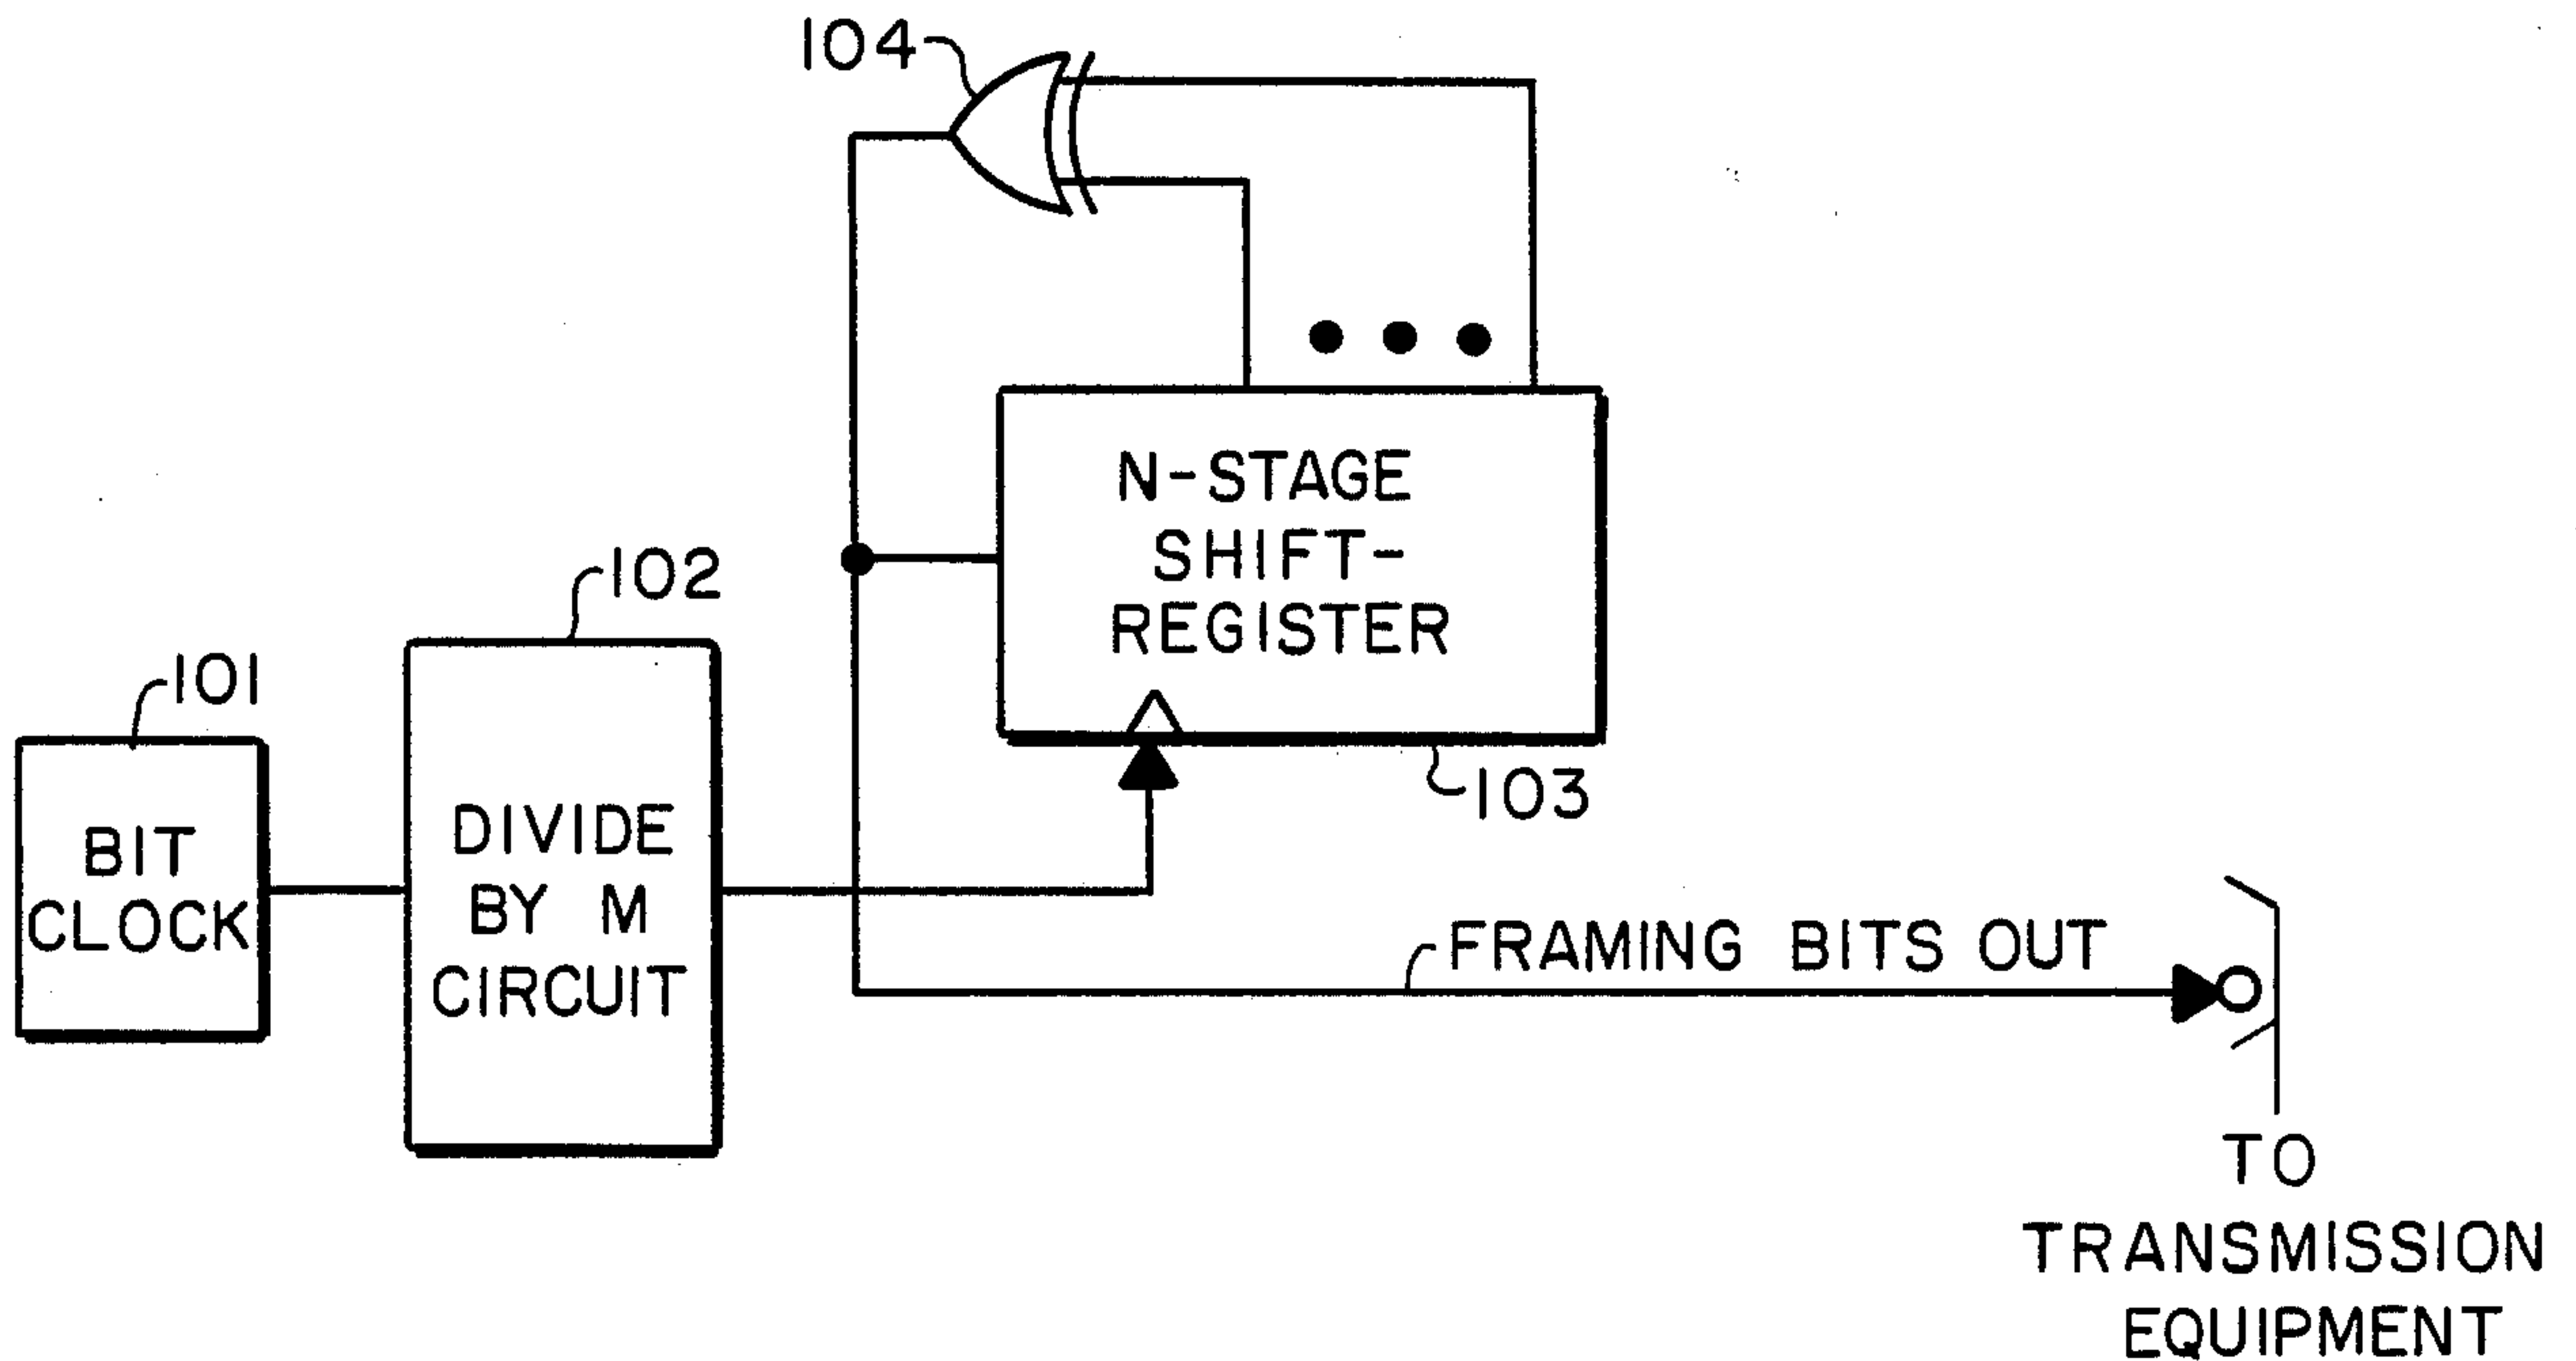 104
N-STAGE
SHIFT-
REGISTER
102
101
103
BIT
CLOCK
DIVIDE
BY M
CIRCUIT
FRAMING BITS OUT
TO
TRANSMISSION
EQUIPMENT